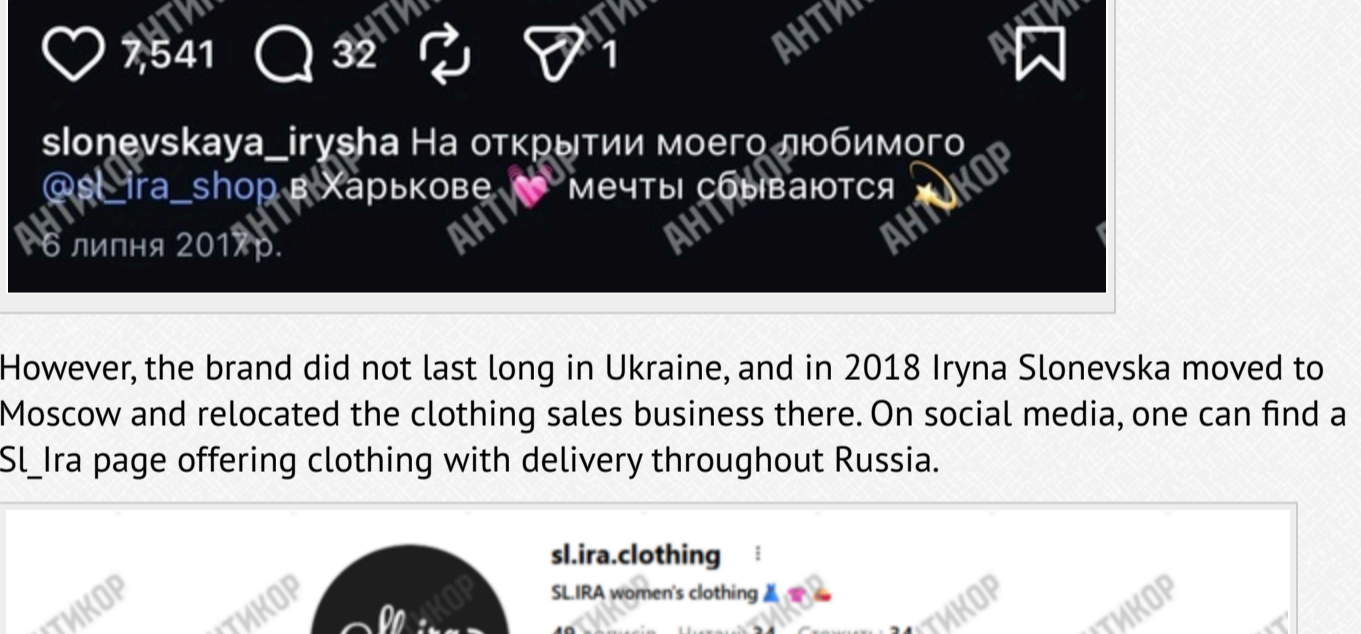 7,541 32 1
slonevskaya_irysha На открытии моего любимого
@sl_ira_shop в Харькове 💓 мечты сбываются 💫
6 липня 2017 р.
АНТИКОР
However, the brand did not last long in Ukraine, and in 2018 Iryna Slonevska moved to
Moscow and relocated the clothing sales business there. On social media, one can find a
Sl_Ira page offering clothing with delivery throughout Russia.
sl.ira.clothing
SL.IRA women's clothing 👗👚👠
АНТИКОР